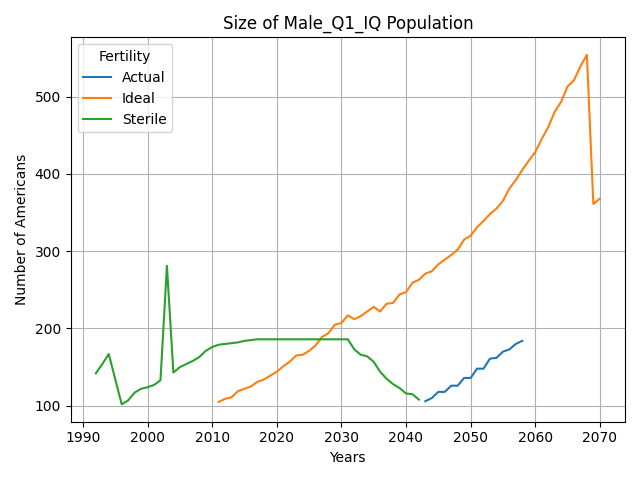 Size of Male_Q1_IQ Population
Fertility
Actual
Ideal
Sterile
Number of Americans
500
400
300
200
100
1990 2000 2010 2020 2030 2040 2050 2060 2070
Years